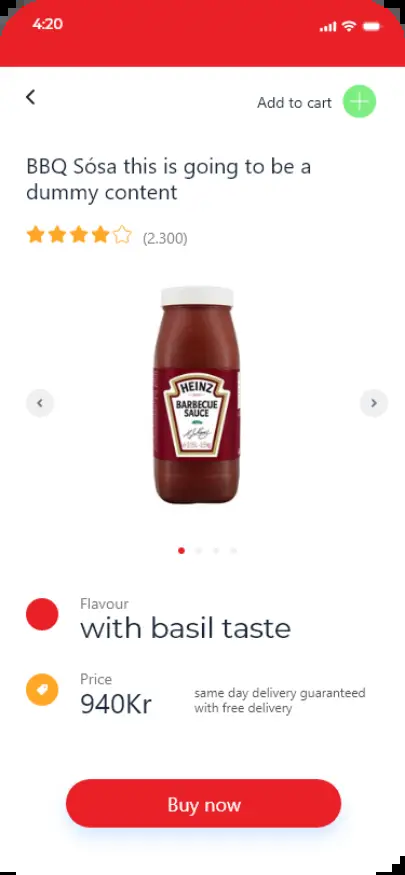 4:20
Add to cart
BBQ Sósa this is going to be a
dummy content
(2.300)
HEINZ
BARBECUE
SAUCE
Flavour
with basil taste
Price
940Kr
same day delivery guaranteed
with free delivery
Buy now